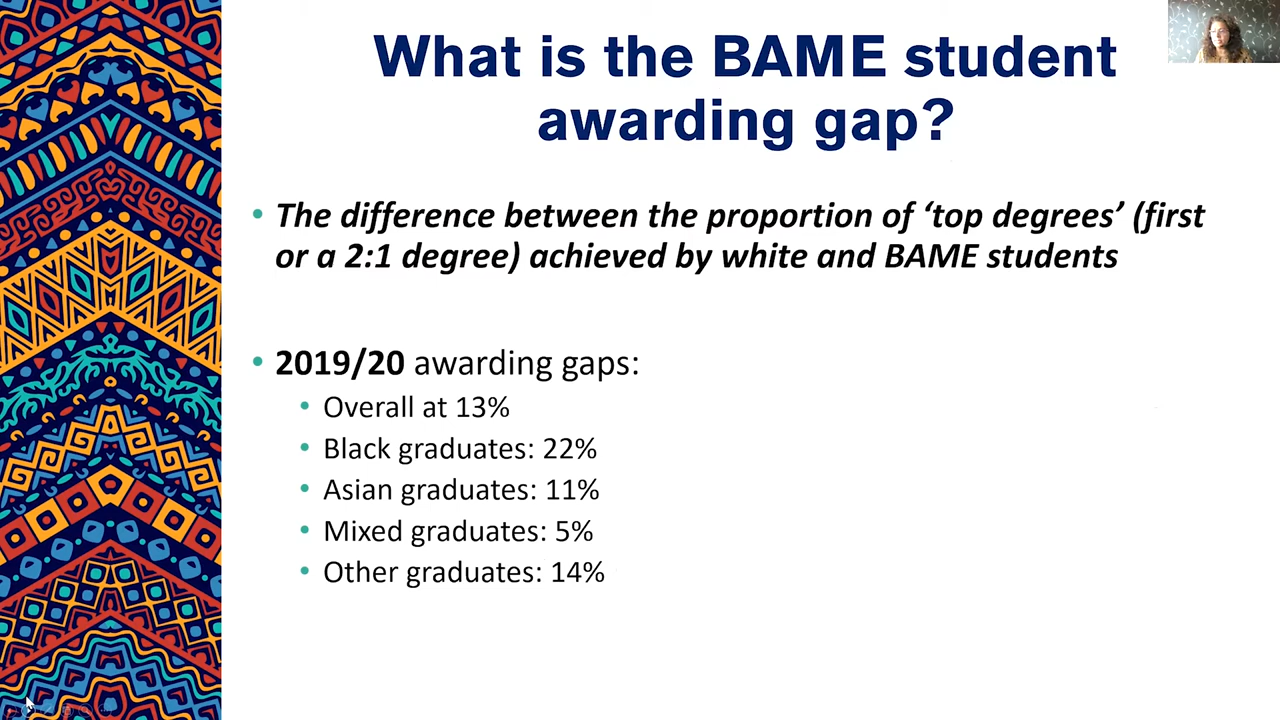 What is the BAME student
awarding gap?
• The difference between the proportion of ‘top degrees’ (first
or a 2:1 degree) achieved by white and BAME students
• 2019/20 awarding gaps:
• Overall at 13%
• Black graduates: 22%
• Asian graduates: 11%
• Mixed graduates: 5%
• Other graduates: 14%